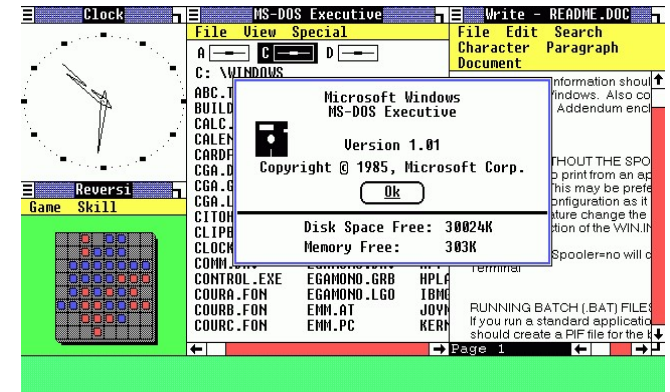 Clock
MS-DOS Executive
Write - README.DOC
File View Special
File Edit Search
Character Paragraph
Document
A C D
C: \WINDOWS
Microsoft Windows
MS-DOS Executive
Version 1.01
Copyright © 1985, Microsoft Corp.
Ok
Disk Space Free: 30024K
Memory Free: 303K
Reversi
Game Skill
ABC.T
BUILD
CALC.
CALEN
CARDF
CGA.D
CGA.G
CGA.L
CITOH
CLIPB
CLOCK
CONTROL.EXE EGAMONO.GRB HPLA
COURA.FON EGAMONO.LGO IBMG
COURB.FON EMM.AT JOYM
COURC.FON EMM.PC KERN
nformation shoul
Windows. Also co
Addendum encl
THOUT THE SPO
print from an ap
This may be prefe
onfiguration as it
ature change the
ction of the WIN.IN
Spooler=no will c
Terminal
RUNNING BATCH (.BAT) FILES
If you run a standard applicatio
should create a PIF file for the b
Page 1